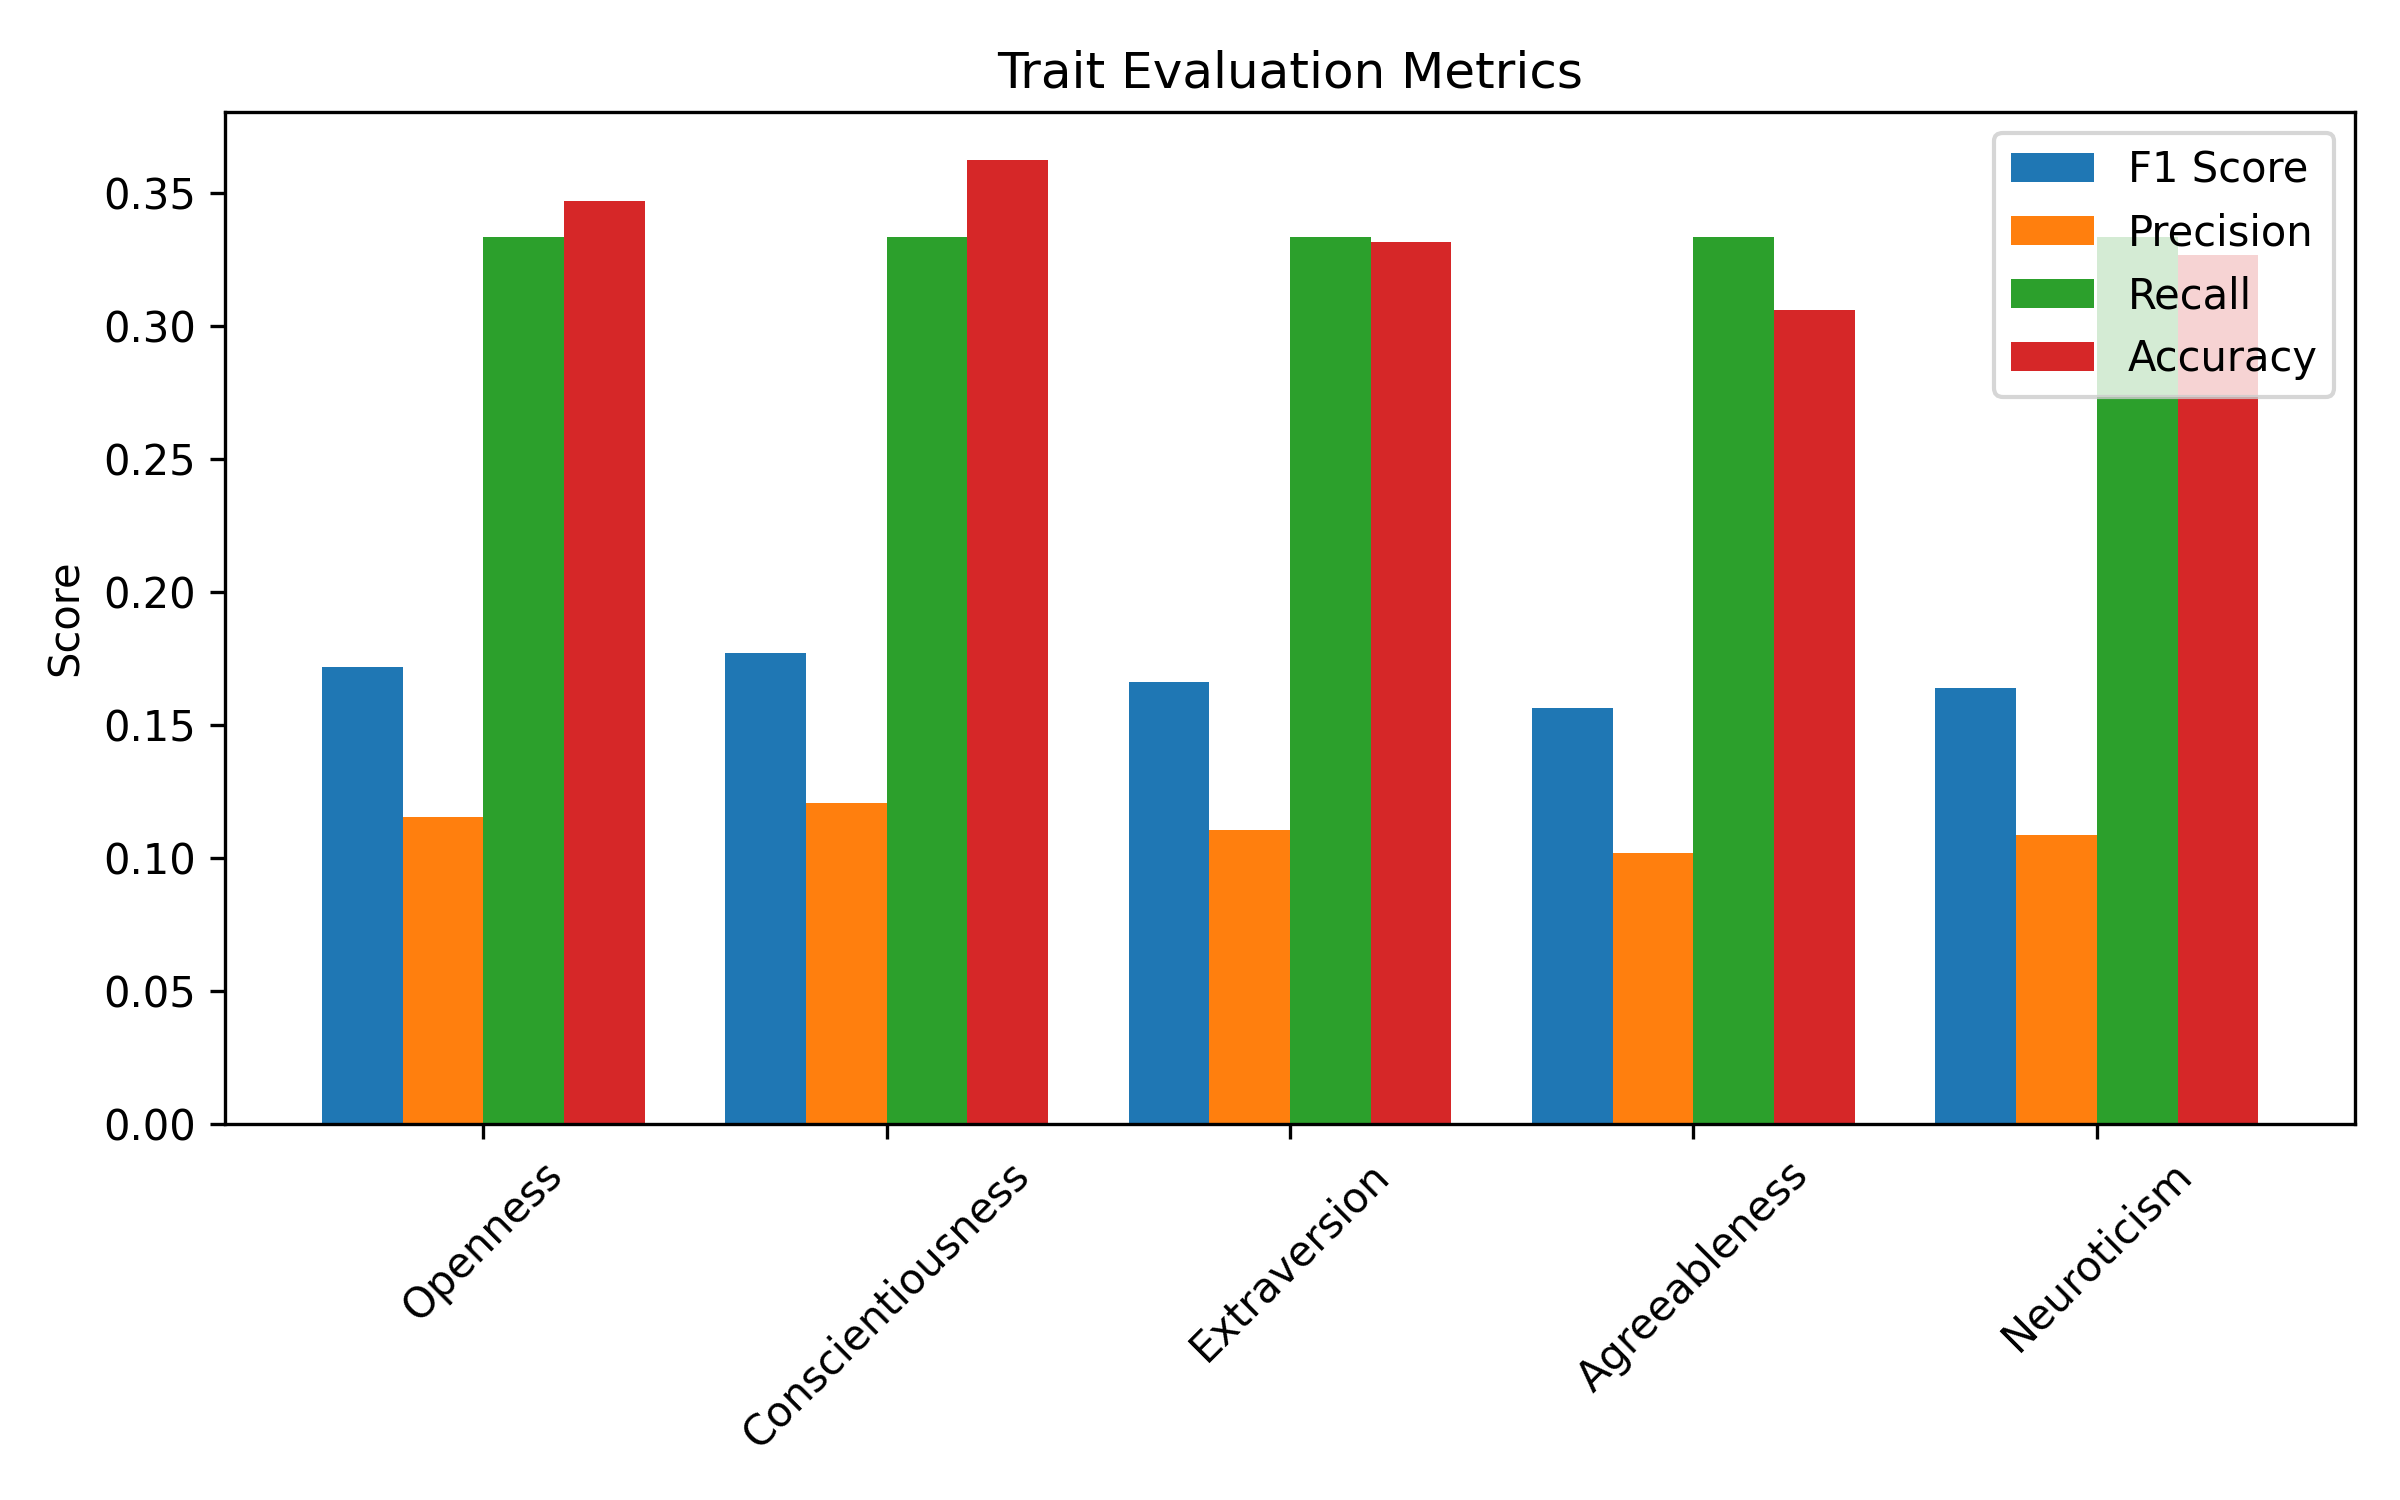 Trait Evaluation Metrics
F1 Score
Precision
Recall
Accuracy
Score
0.35
0.30
0.25
0.20
0.15
0.10
0.05
0.00
Openness
Conscientiousness
Extraversion
Agreeableness
Neuroticism